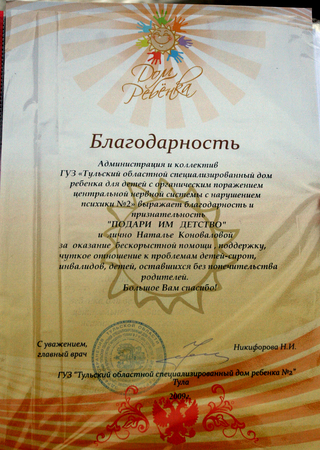 Дом
Ребёнка
Благодарность
Администрация и коллектив
ГУЗ «Тульский областной специализированный дом
ребенка для детей с органическим поражением
центральной нервной системы с нарушением
психики №2» выражает благодарность и
признательность
"ПОДАРИ ИМ ДЕТСТВО"
и лично Наталье Коноваловой
за оказание бескорыстной помощи, поддержку,
чуткое отношение к проблемам детей-сирот,
инвалидов, детей, оставшихся без попечительства
родителей.
Большое Вам спасибо!
С уважением,
главный врач
Никифорова Н.И.
ГУЗ "Тульский областной специализированный дом ребенка №2"
Тула
2009г.